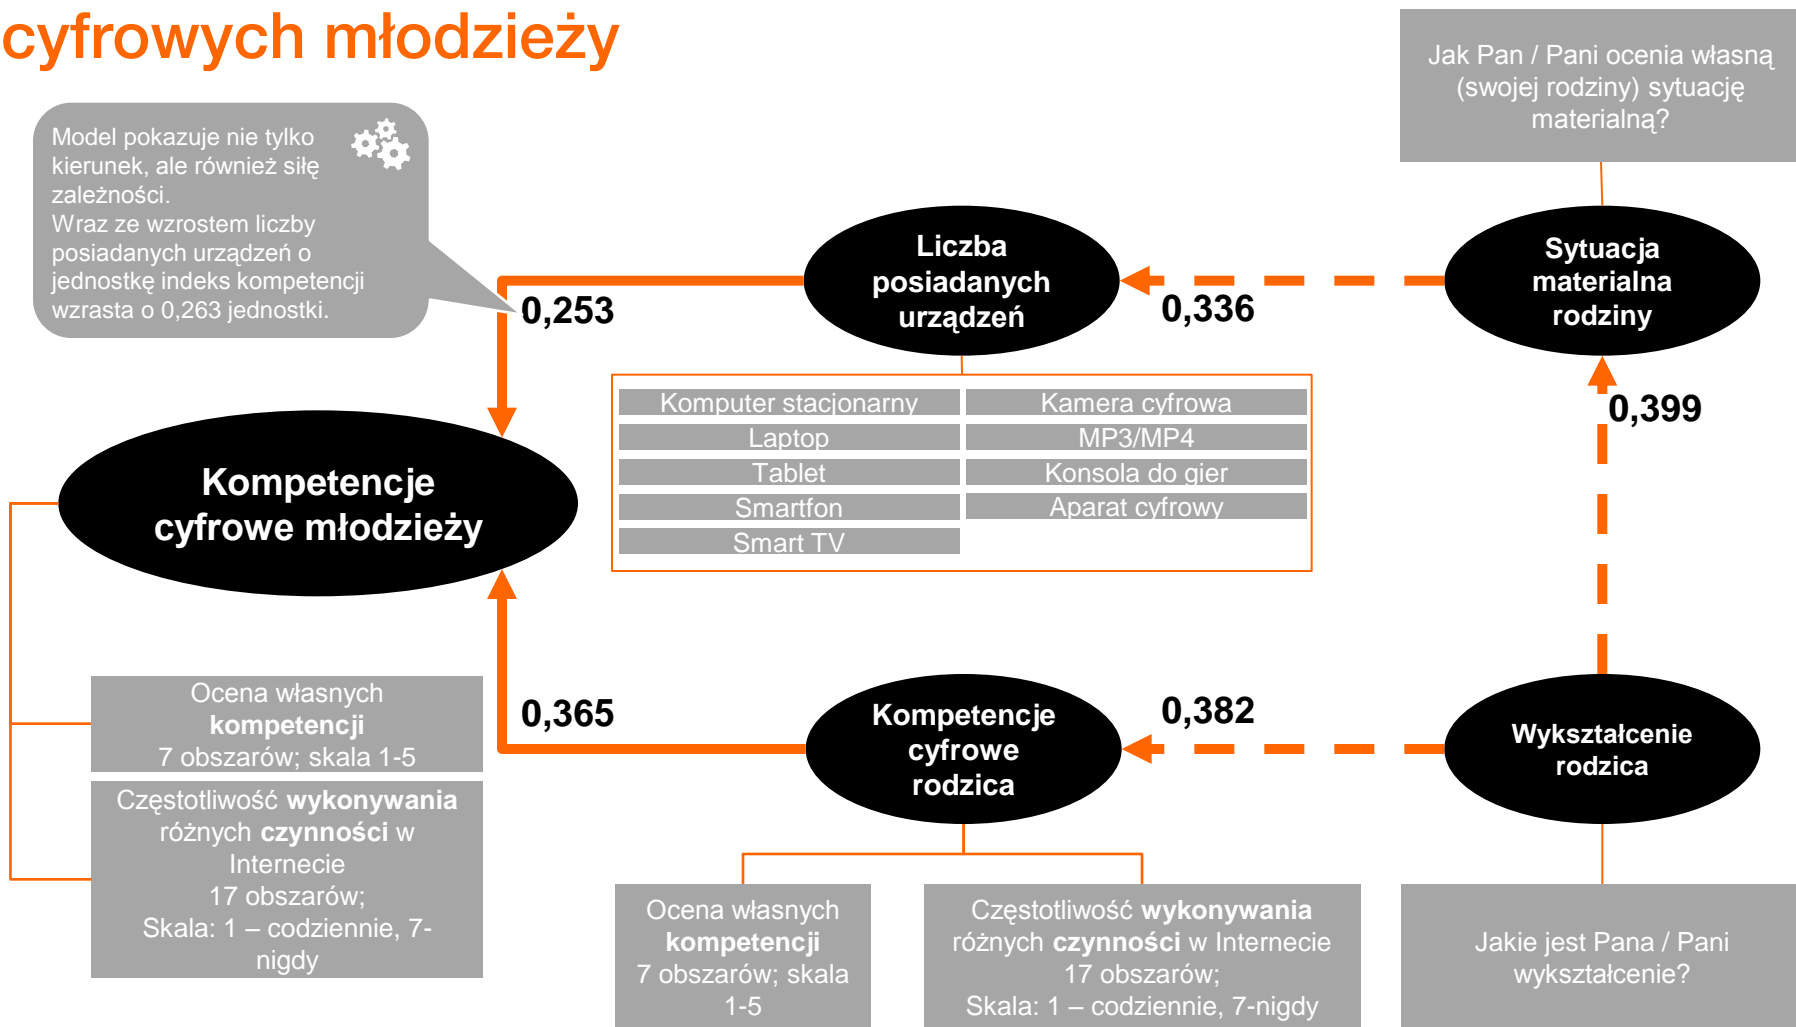 cyfrowych młodzieży
Jak Pan / Pani ocenia własną
(swojej rodziny) sytuację
materialną?
Model pokazuje nie tylko
kierunek, ale również siłę
zależności.
Wraz ze wzrostem liczby
posiadanych urządzeń o
jednostkę indeks kompetencji
wzrasta o 0,263 jednostki.
0,253
Liczba
posiadanych
urządzeń
0,336
Sytuacja
materialna
rodziny
0,399
Komputer stacjonarny
Laptop
Tablet
Smartfon
Smart TV
Kamera cyfrowa
MP3/MP4
Konsola do gier
Aparat cyfrowy
Kompetencje
cyfrowe młodzieży
0,365
Kompetencje
cyfrowe
rodzica
0,382
Wykształcenie
rodzica
Ocena własnych
kompetencji
7 obszarów; skala 1-5
Częstotliwość wykonywania
różnych czynności w
Internecie
17 obszarów;
Skala: 1 – codziennie, 7-
nigdy
Ocena własnych
kompetencji
7 obszarów; skala
1-5
Częstotliwość wykonywania
różnych czynności w Internecie
17 obszarów;
Skala: 1 – codziennie, 7-nigdy
Jakie jest Pana / Pani
wykształcenie?